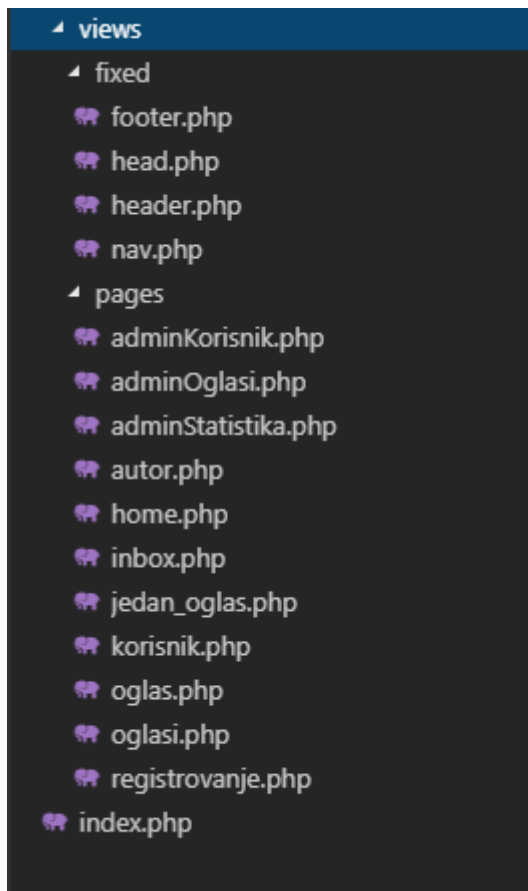 views
fixed
footer.php
head.php
header.php
nav.php
pages
adminKorisnik.php
adminOglasi.php
adminStatistika.php
autor.php
home.php
inbox.php
jedan_oglas.php
korisnik.php
oglas.php
oglasi.php
registrovanje.php
index.php